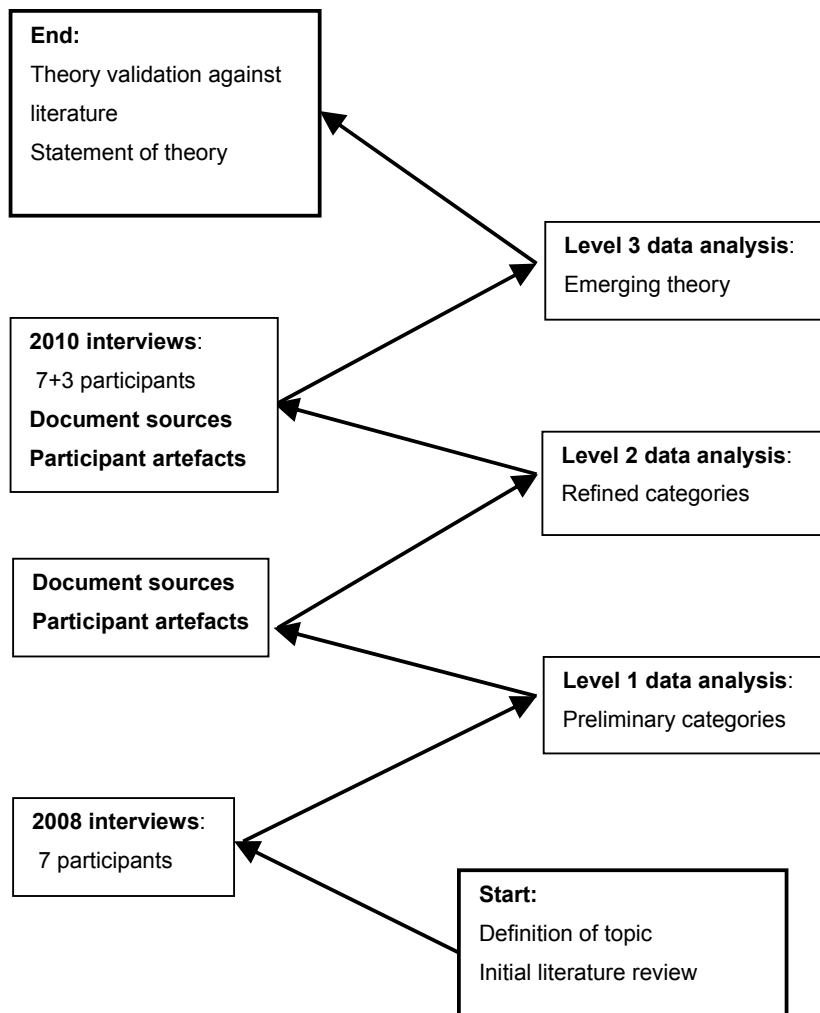 End:
Theory validation against
literature
Statement of theory
Level 3 data analysis:
Emerging theory
2010 interviews:
7+3 participants
Document sources
Participant artefacts
Level 2 data analysis:
Refined categories
Document sources
Participant artefacts
Level 1 data analysis:
Preliminary categories
2008 interviews:
7 participants
Start:
Definition of topic
Initial literature review